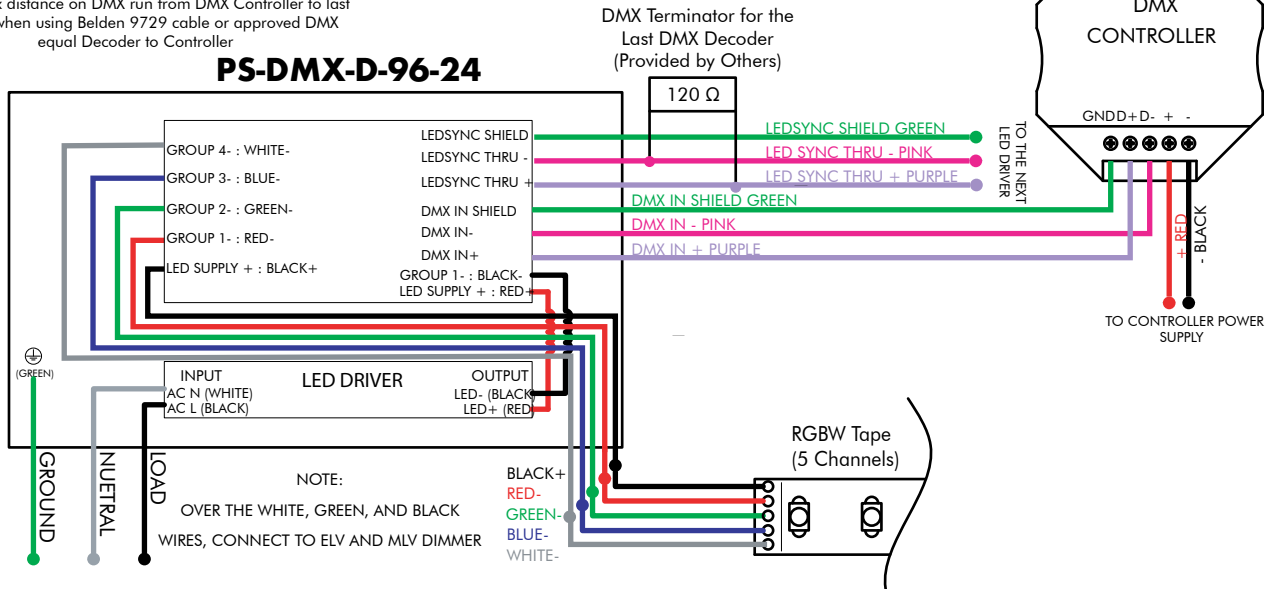 distance on DMX run from DMX Controller to last
when using Belden 9729 cable or approved DMX
equal Decoder to Controller
PS-DMX-D-96-24
DMX Terminator for the
Last DMX Decoder
(Provided by Others)
120 Ω
DMX
CONTROLLER
GND D+ D- + -
LEDSYNC SHIELD
LEDSYNC THRU -
LEDSYNC THRU +
DMX IN SHIELD
DMX IN-
DMX IN+
GROUP 1- : BLACK-
LED SUPPLY + : RED+
GROUP 4- : WHITE-
GROUP 3- : BLUE-
GROUP 2- : GREEN-
GROUP 1- : RED-
LED SUPPLY + : BLACK+
LEDSYNC SHIELD GREEN
LED SYNC THRU - PINK
LED SYNC THRU + PURPLE
DMX IN SHIELD GREEN
DMX IN - PINK
DMX IN + PURPLE
TO THE NEXT
LED DRIVER
+ RED
- BLACK
TO CONTROLLER POWER
SUPPLY
(GREEN)
INPUT
AC N (WHITE)
AC L (BLACK)
LED DRIVER
OUTPUT
LED- (BLACK)
LED+ (RED)
GROUND
NUETRAL
LOAD
NOTE:
OVER THE WHITE, GREEN, AND BLACK
WIRES, CONNECT TO ELV AND MLV DIMMER
BLACK+
RED-
GREEN-
BLUE-
WHITE-
RGBW Tape
(5 Channels)